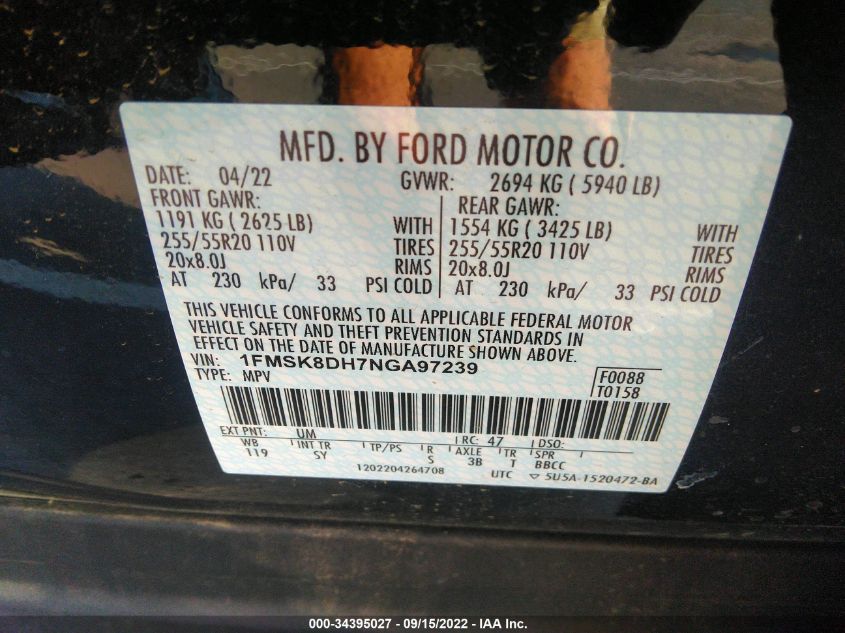 MFD. BY FORD MOTOR CO.
DATE: 04/22 GVWR: 2694 KG ( 5940 LB)
FRONT GAWR: REAR GAWR:
1191 KG ( 2625 LB) WITH 1554 KG ( 3425 LB) WITH
255/55R20 110V TIRES 255/55R20 110V TIRES
20x8.0J RIMS 20x8.0J RIMS
AT 230 kPa/ 33 PSI COLD AT 230 kPa/ 33 PSI COLD
THIS VEHICLE CONFORMS TO ALL APPLICABLE FEDERAL MOTOR
VEHICLE SAFETY AND THEFT PREVENTION STANDARDS IN
EFFECT ON THE DATE OF MANUFACTURE SHOWN ABOVE.
VIN: 1FMSK8DH7NGA97239
TYPE: MPV
F0088
T0158
EXT PNT: UM RC: 47 DSO:
WB INT TR TP/PS R AXLE TR SPR
119 SY S 3B T BBCC
1202204264708 UTC ▽ 5U5A-1520472-BA
000-34395027 - 09/15/2022 - IAA Inc.